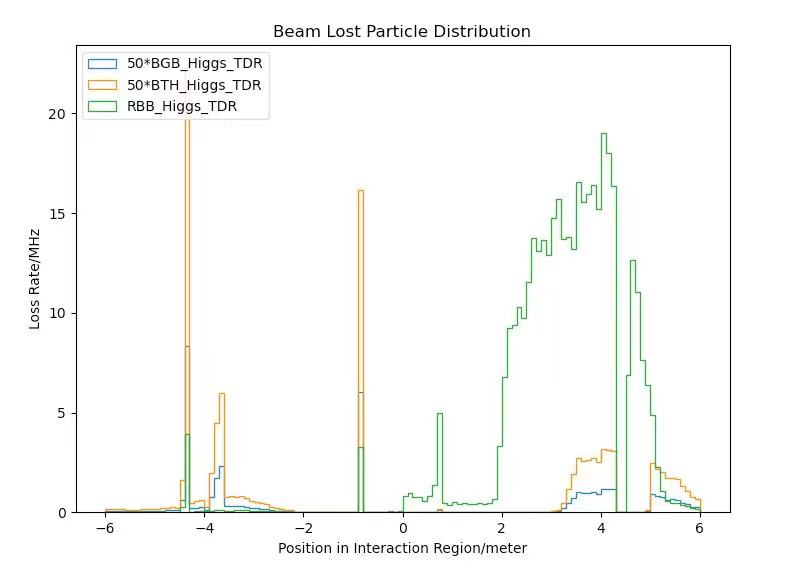 Beam Lost Particle Distribution
50*BGB_Higgs_TDR
50*BTH_Higgs_TDR
RBB_Higgs_TDR
Loss Rate/MHz
20
15
10
5
0
−6 −4 −2 0 2 4 6
Position in Interaction Region/meter